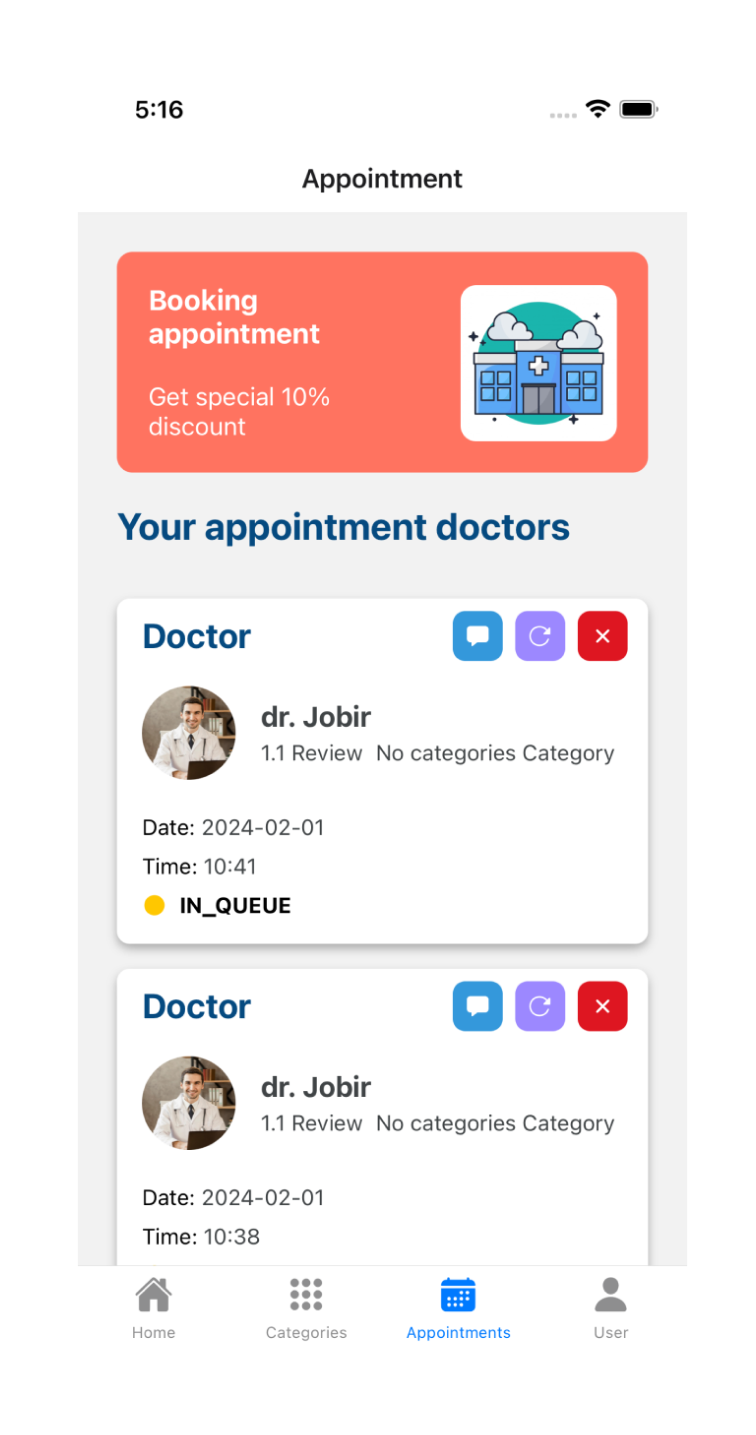 5:16
Appointment
Booking
appointment
Get special 10%
discount
Your appointment doctors
Doctor
dr. Jobir
1.1 Review No categories Category
Date: 2024-02-01
Time: 10:41
IN_QUEUE
Doctor
dr. Jobir
1.1 Review No categories Category
Date: 2024-02-01
Time: 10:38
Home Categories Appointments User